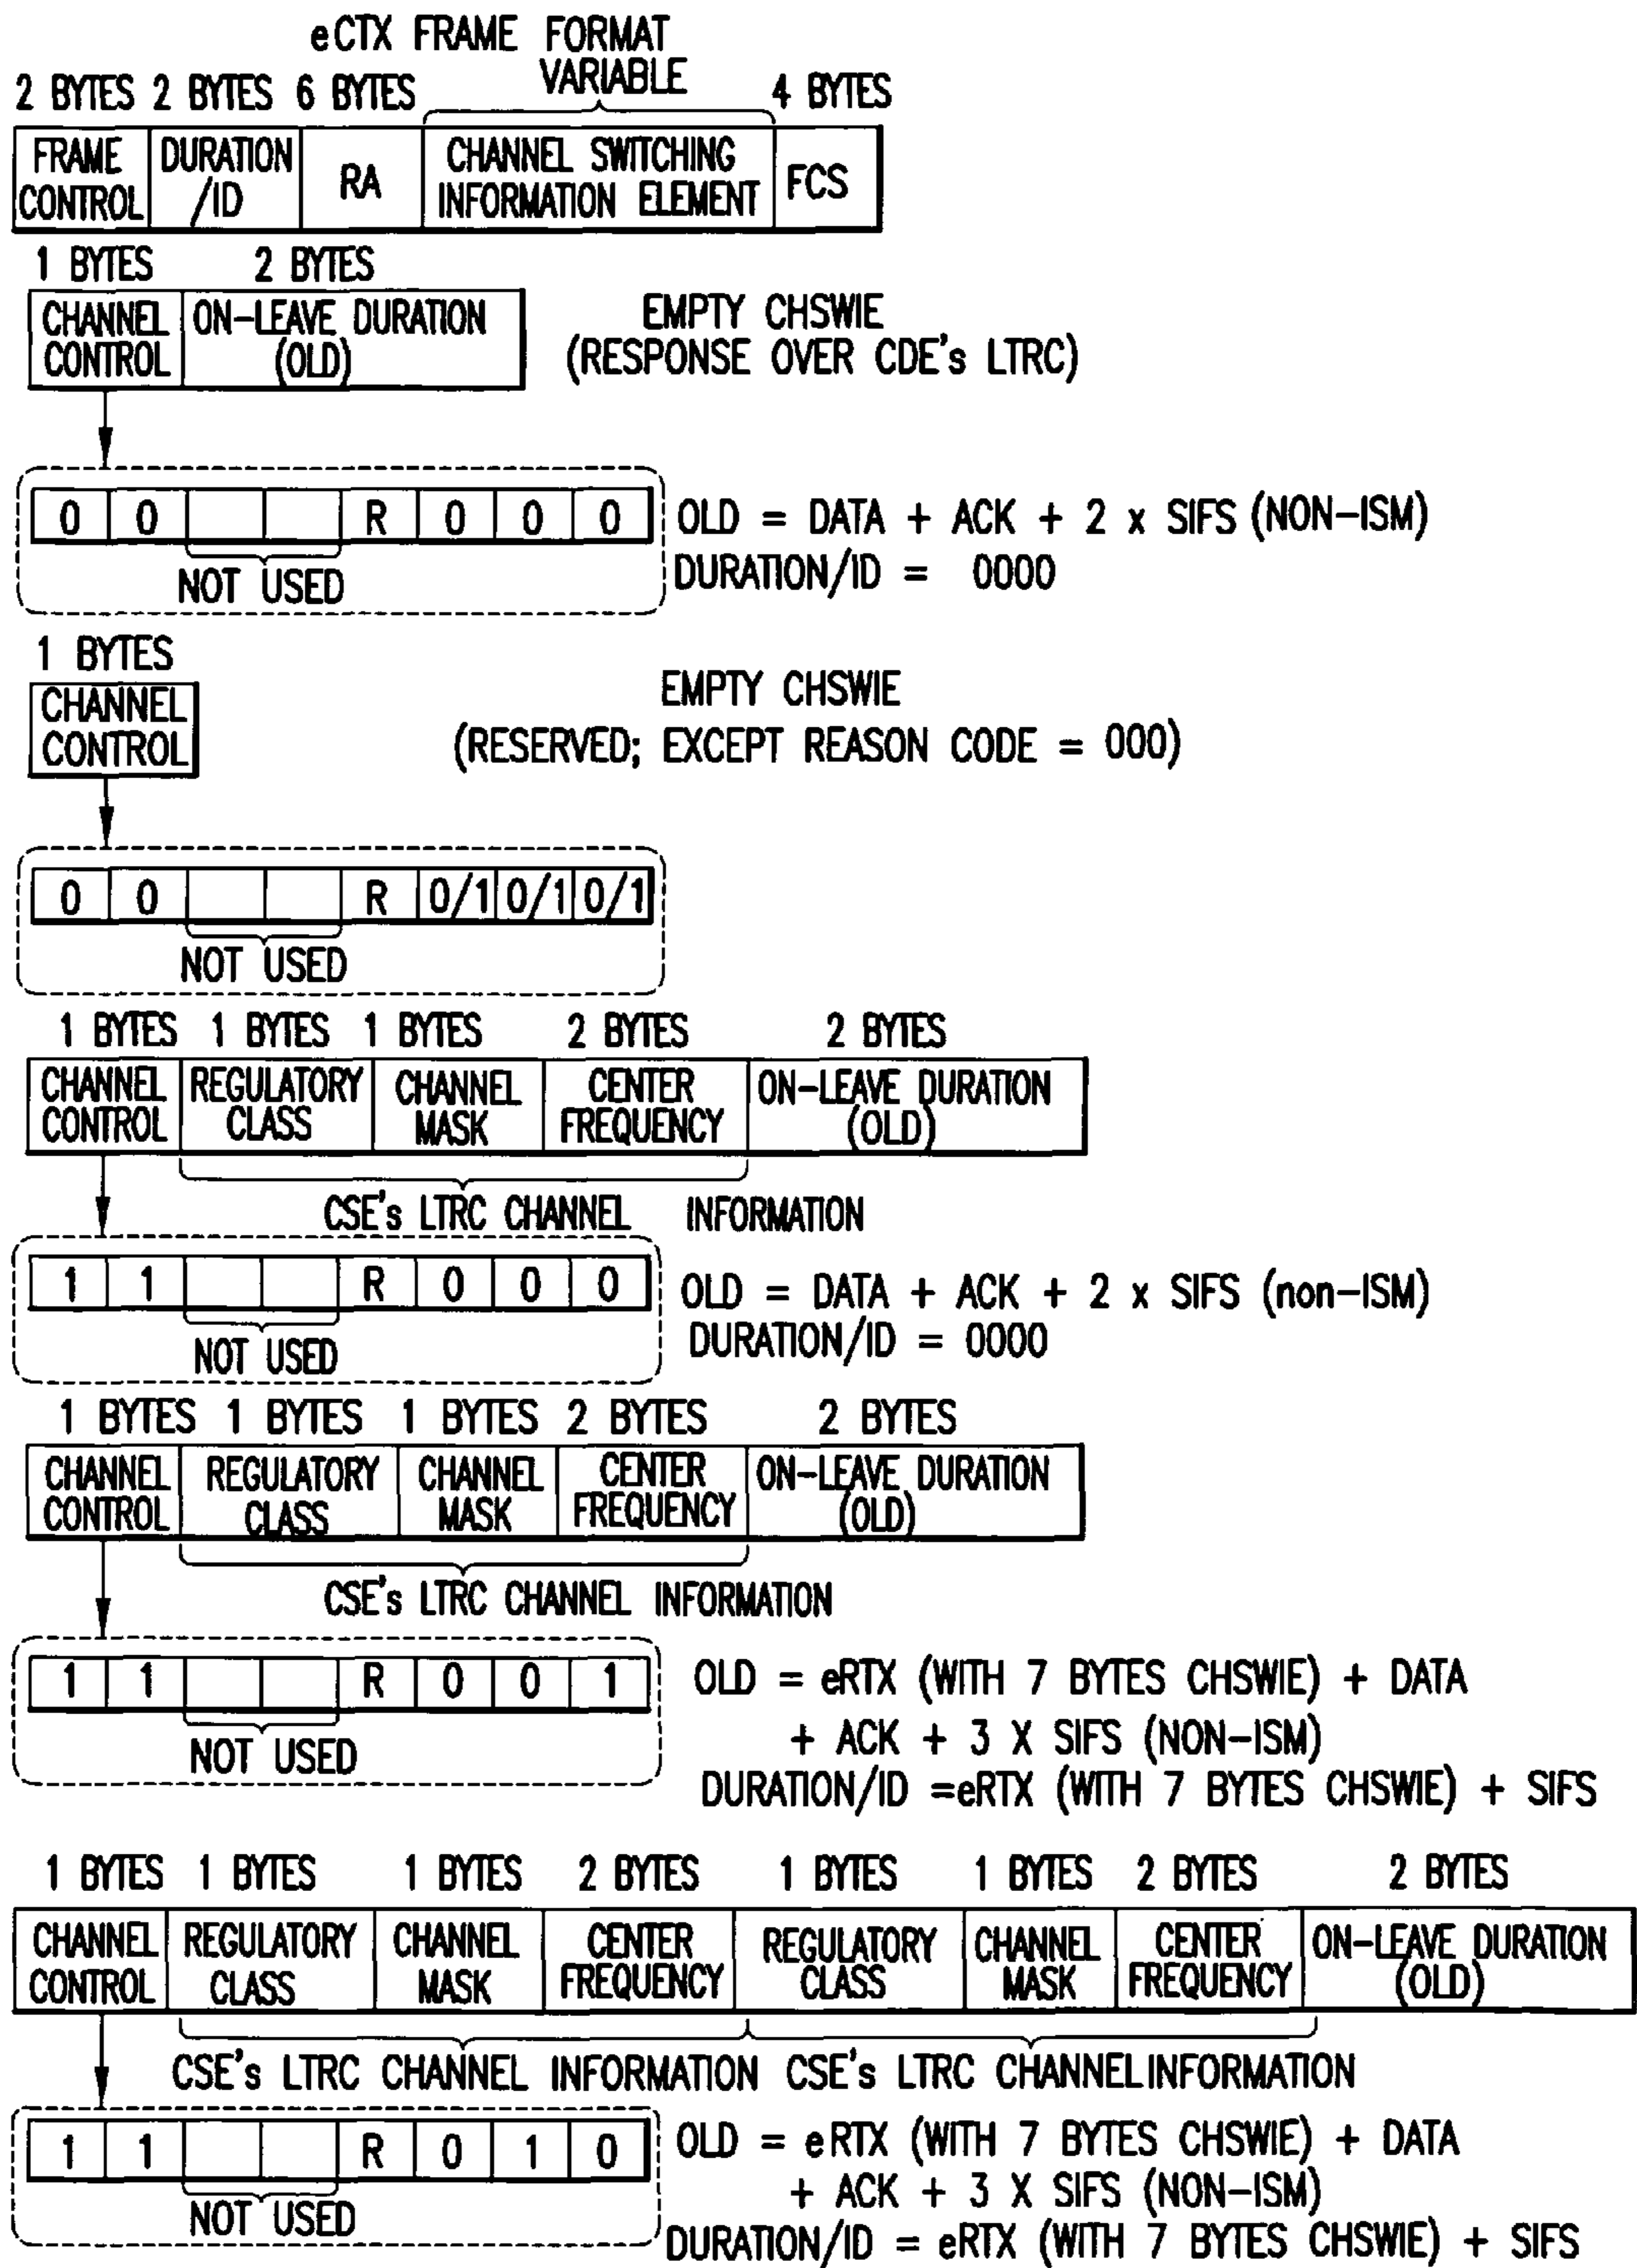 eCTX FRAME FORMAT
VARIABLE
2 BYTES 2 BYTES 6 BYTES 4 BYTES
FRAME CONTROL DURATION /ID RA CHANNEL SWITCHING INFORMATION ELEMENT FCS
1 BYTES 2 BYTES
CHANNEL CONTROL ON-LEAVE DURATION (OLD)
EMPTY CHSWIE
(RESPONSE OVER CDE's LTRC)
0 0 R 0 0 0
NOT USED
OLD = DATA + ACK + 2 x SIFS (NON-ISM)
DURATION/ID = 0000
1 BYTES
CHANNEL CONTROL
EMPTY CHSWIE
(RESERVED; EXCEPT REASON CODE = 000)
0 0 R 0/1 0/1 0/1
NOT USED
1 BYTES 1 BYTES 1 BYTES 2 BYTES 2 BYTES
CHANNEL CONTROL REGULATORY CLASS CHANNEL MASK CENTER FREQUENCY ON-LEAVE DURATION (OLD)
CSE's LTRC CHANNEL INFORMATION
1 1 R 0 0 0
NOT USED
OLD = DATA + ACK + 2 x SIFS (non-ISM)
DURATION/ID = 0000
1 BYTES 1 BYTES 1 BYTES 2 BYTES 2 BYTES
CHANNEL CONTROL REGULATORY CLASS CHANNEL MASK CENTER FREQUENCY ON-LEAVE DURATION (OLD)
CSE's LTRC CHANNEL INFORMATION
1 1 R 0 0 1
NOT USED
OLD = eRTX (WITH 7 BYTES CHSWIE) + DATA
+ ACK + 3 X SIFS (NON-ISM)
DURATION/ID =eRTX (WITH 7 BYTES CHSWIE) + SIFS
1 BYTES 1 BYTES 1 BYTES 2 BYTES 1 BYTES 1 BYTES 2 BYTES 2 BYTES
CHANNEL CONTROL REGULATORY CLASS CHANNEL MASK CENTER FREQUENCY REGULATORY CLASS CHANNEL MASK CENTER FREQUENCY ON-LEAVE DURATION (OLD)
CSE's LTRC CHANNEL INFORMATION CSE's LTRC CHANNEL INFORMATION
1 1 R 0 1 0
NOT USED
OLD = eRTX (WITH 7 BYTES CHSWIE) + DATA
+ ACK + 3 X SIFS (NON-ISM)
DURATION/ID = eRTX (WITH 7 BYTES CHSWIE) + SIFS